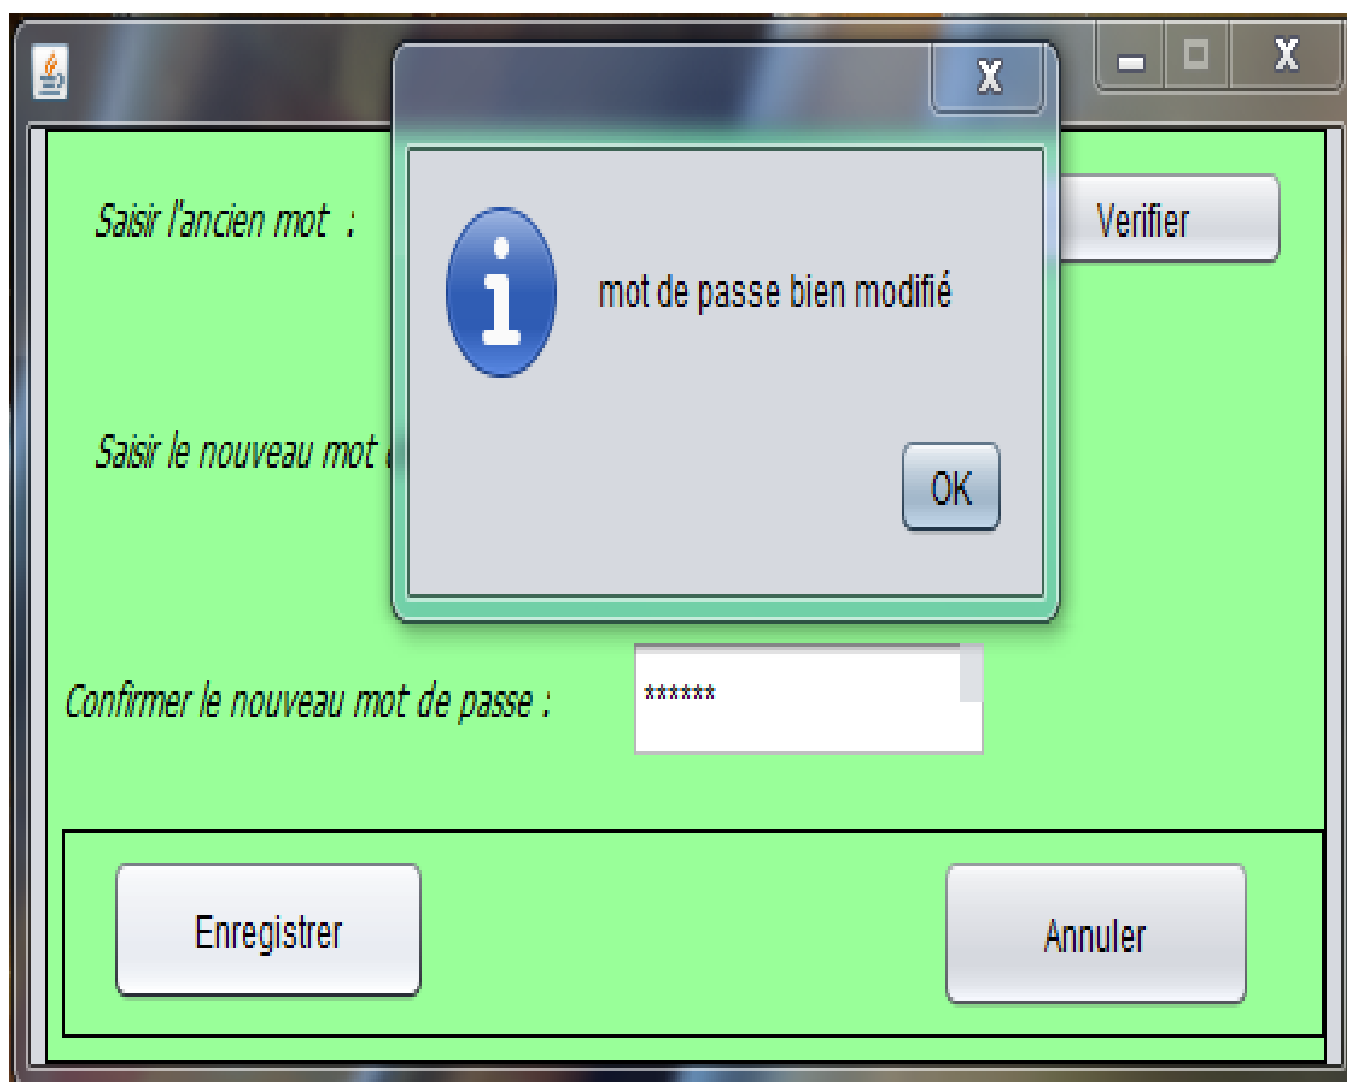 Saisir l'ancien mot :
Verifier
mot de passe bien modifié
Saisir le nouveau mot
OK
Confirmer le nouveau mot de passe :
******
Enregistrer
Annuler